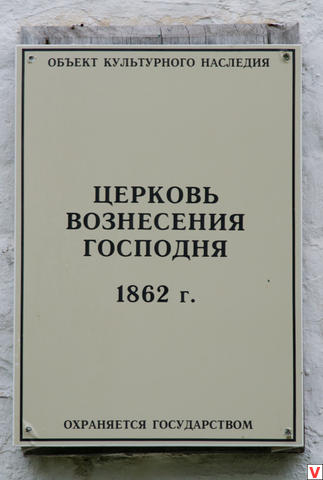 ОБЪЕКТ КУЛЬТУРНОГО НАСЛЕДИЯ
ЦЕРКОВЬ
ВОЗНЕСЕНИЯ
ГОСПОДНЯ
1862 г.
ОХРАНЯЕТСЯ ГОСУДАРСТВОМ
V